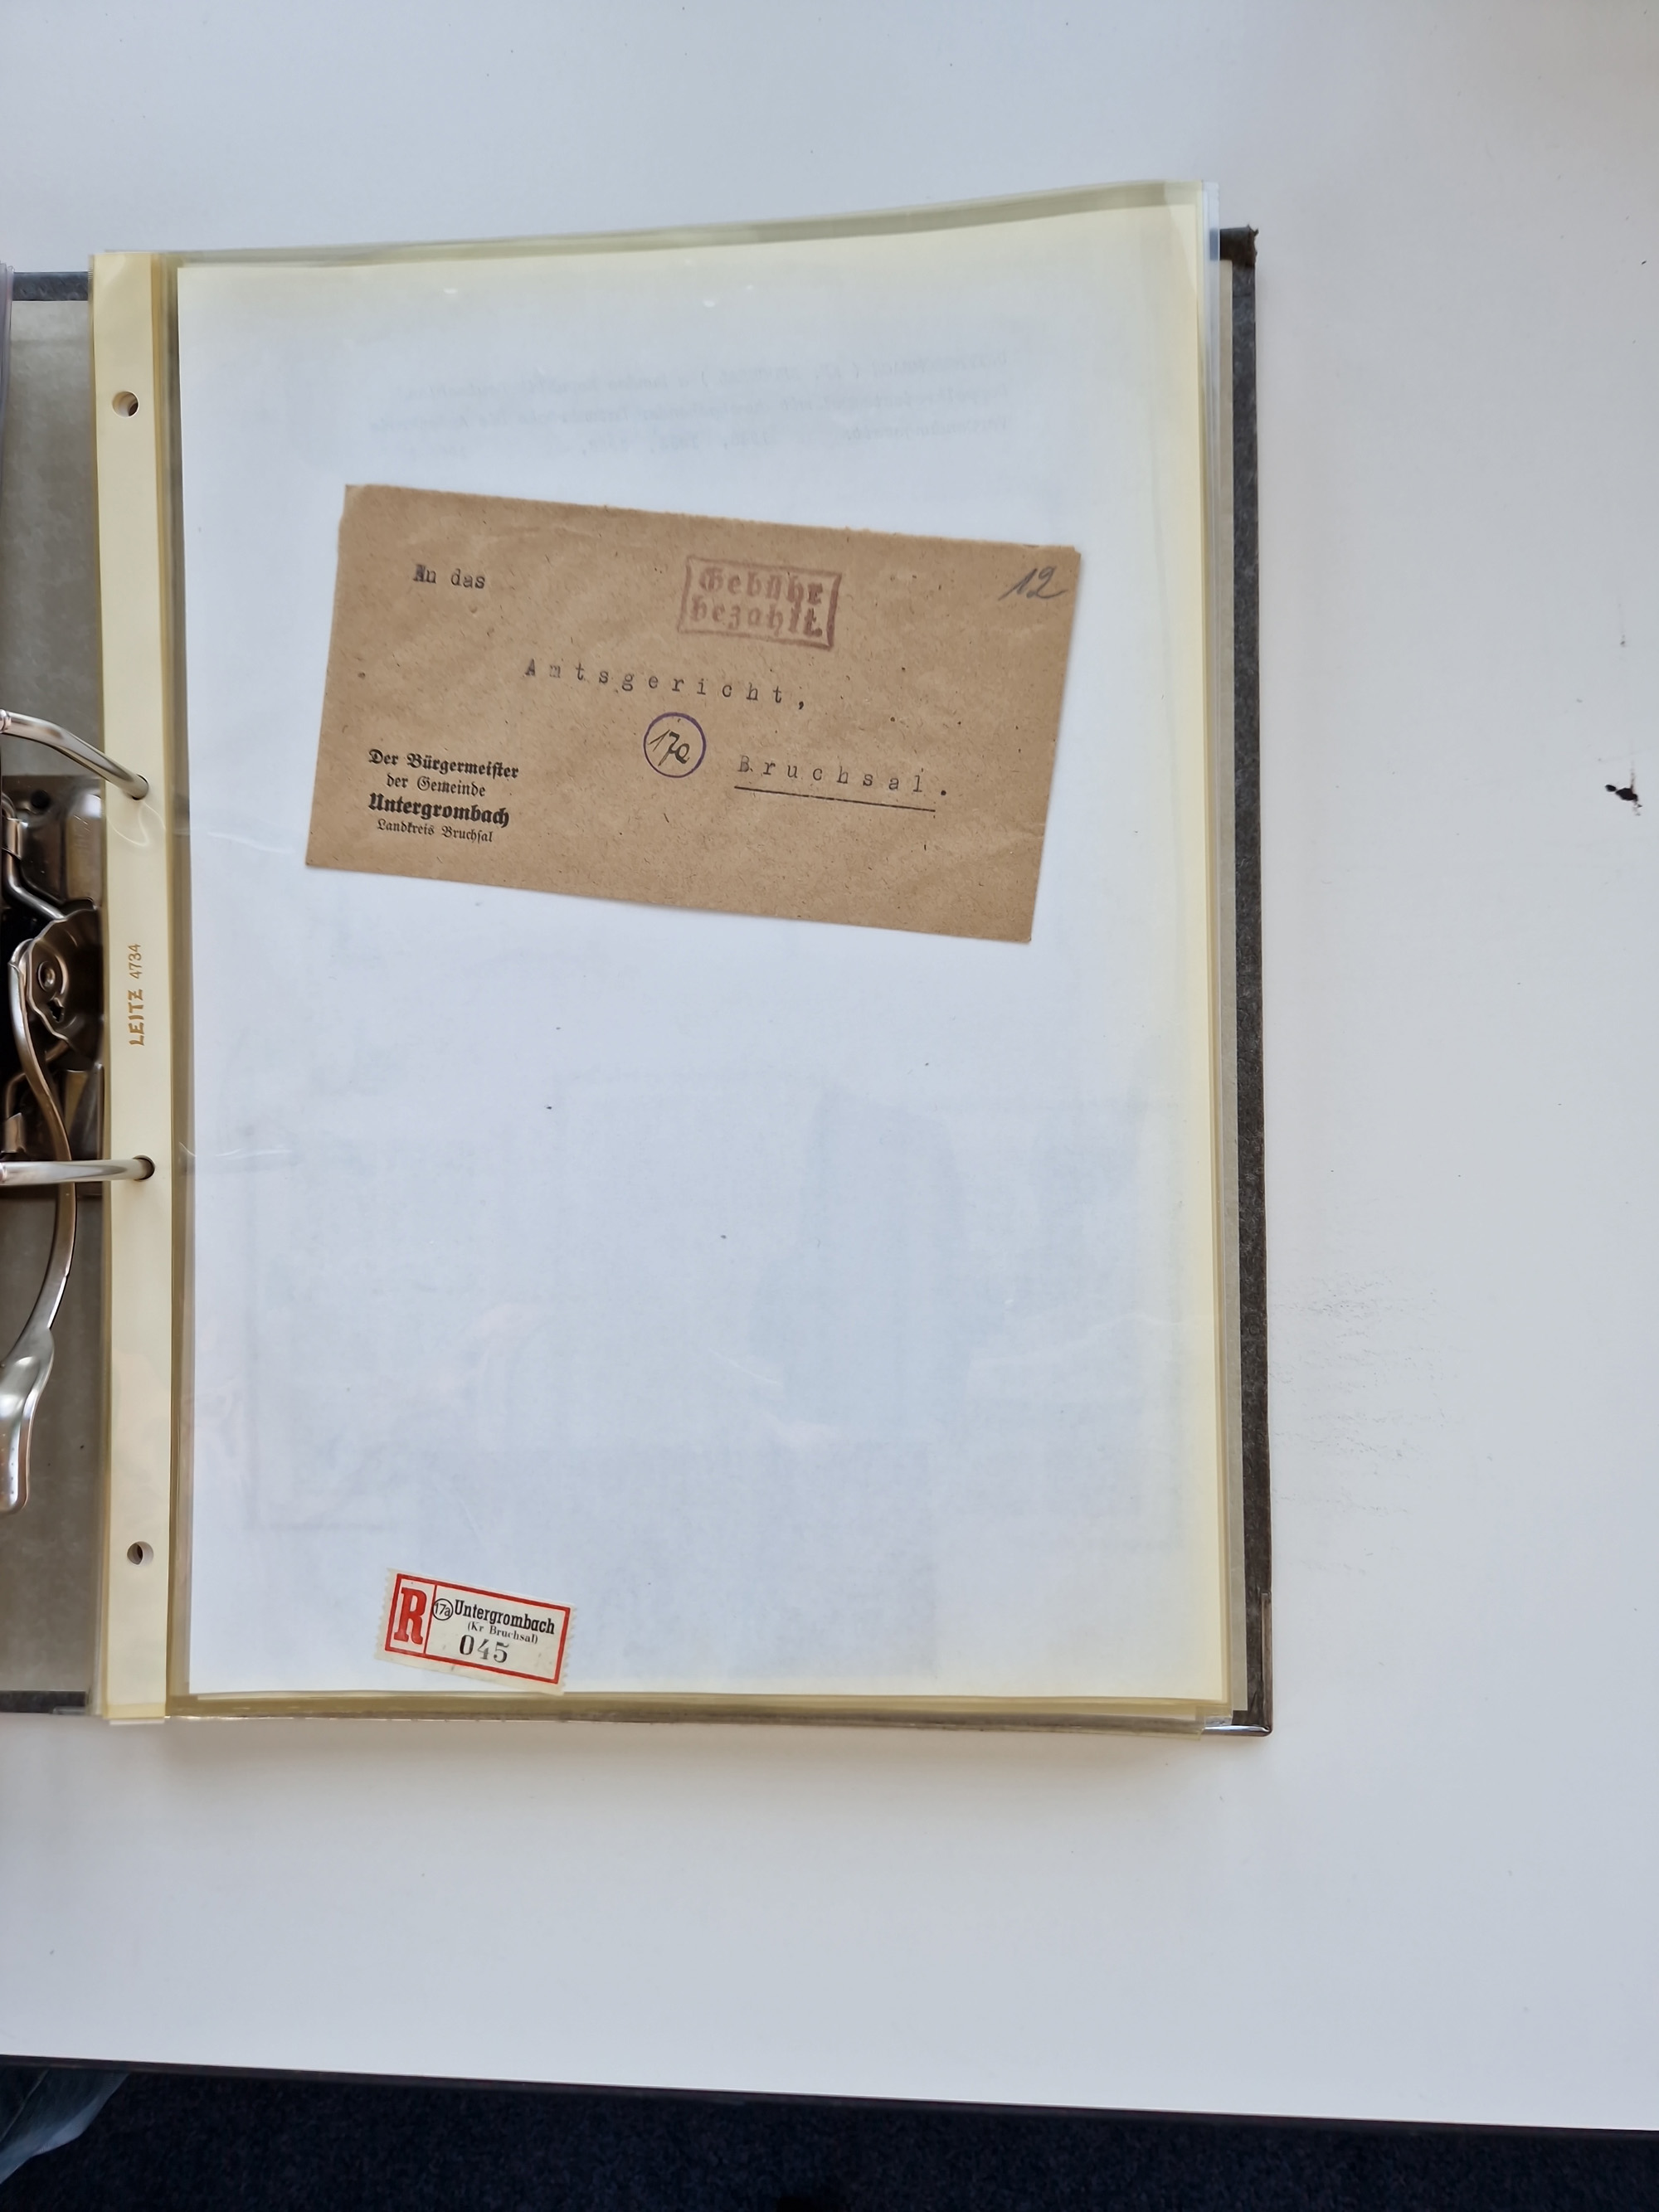 An das
Gebühr
bezahlt.
12
Amtsgericht,
17a
Bruchsal.
Der Bürgermeister
der Gemeinde
Untergrombach
Landkreis Bruchsal
LEITZ 4734
R
17a Untergrombach
(Kr Bruchsal)
045